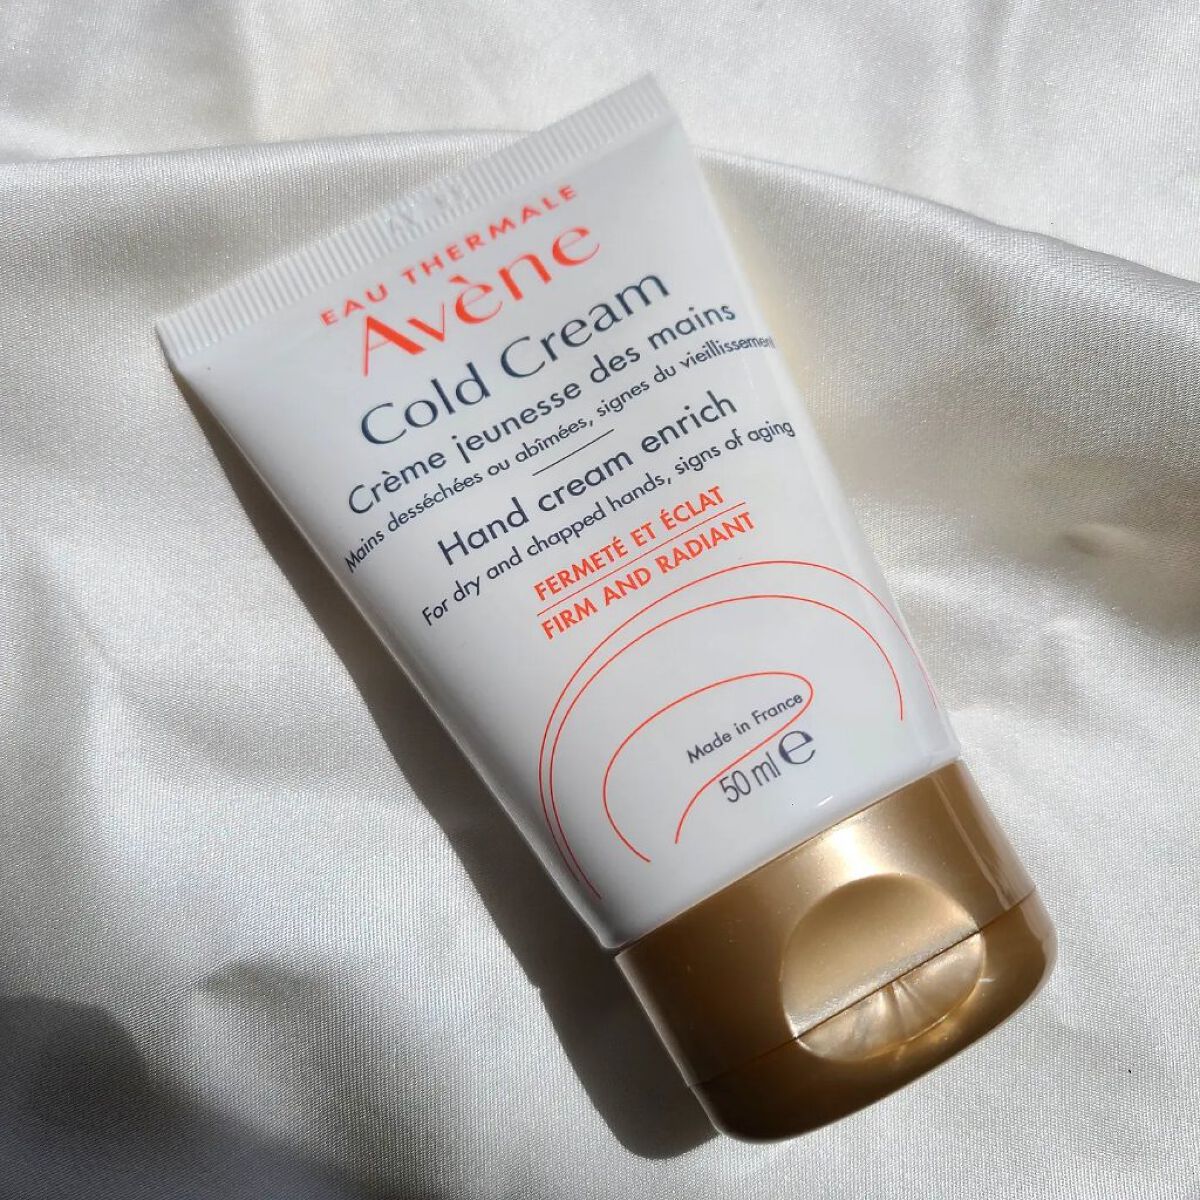 EAU THERMALE
Avène
Cold Cream
Crème jeunesse des mains
Mains desséchées ou abîmées, signes du vieillissement
Hand cream enrich
For dry and chapped hands, signs of aging
FERMETÉ ET ÉCLAT
FIRM AND RADIANT
Made in France
50 ml e